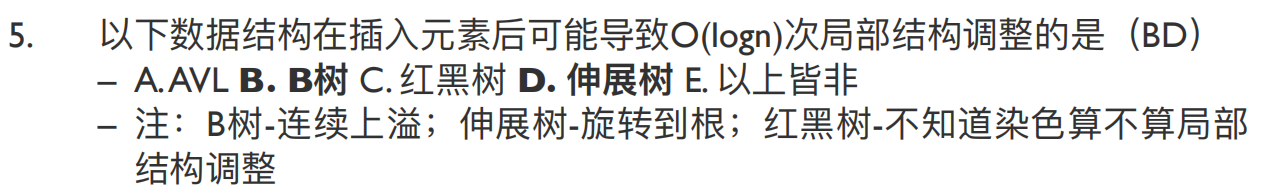 5. 以下数据结构在插入元素后可能导致O(logn)次局部结构调整的是（BD）
– A. AVL B. B树 C. 红黑树 D. 伸展树 E. 以上皆非
– 注：B树-连续上溢；伸展树-旋转到根；红黑树-不知道染色算不算局部
结构调整